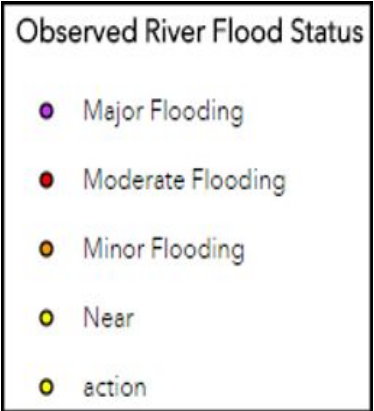 Observed River Flood Status
Major Flooding
Moderate Flooding
Minor Flooding
Near
action